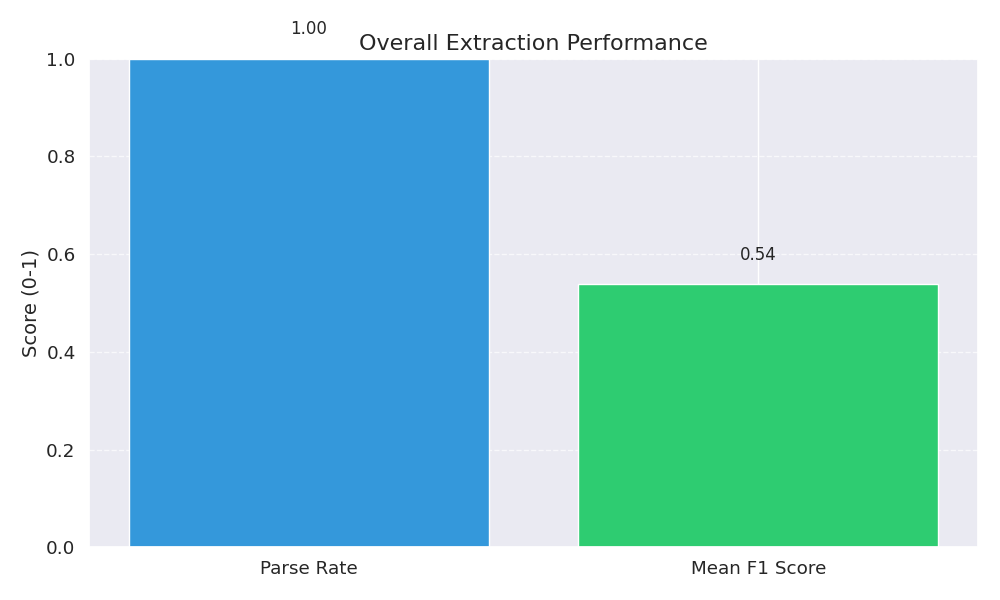 1.00
Overall Extraction Performance
1.0
0.8
0.6
0.4
0.2
0.0
Score (0-1)
0.54
Parse Rate
Mean F1 Score